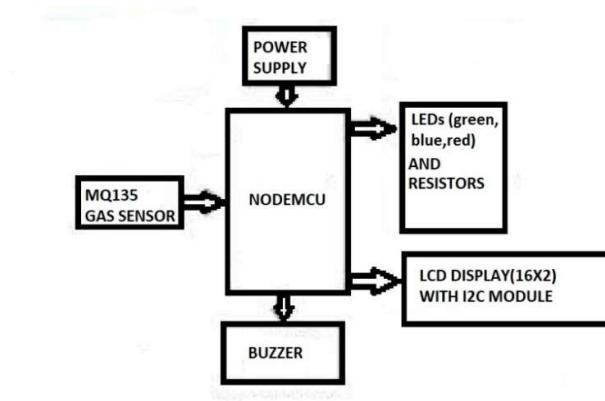 POWER
SUPPLY
LEDs (green,
blue,red)
AND
RESISTORS
MQ135
GAS SENSOR
NODEMCU
LCD DISPLAY(16X2)
WITH I2C MODULE
BUZZER